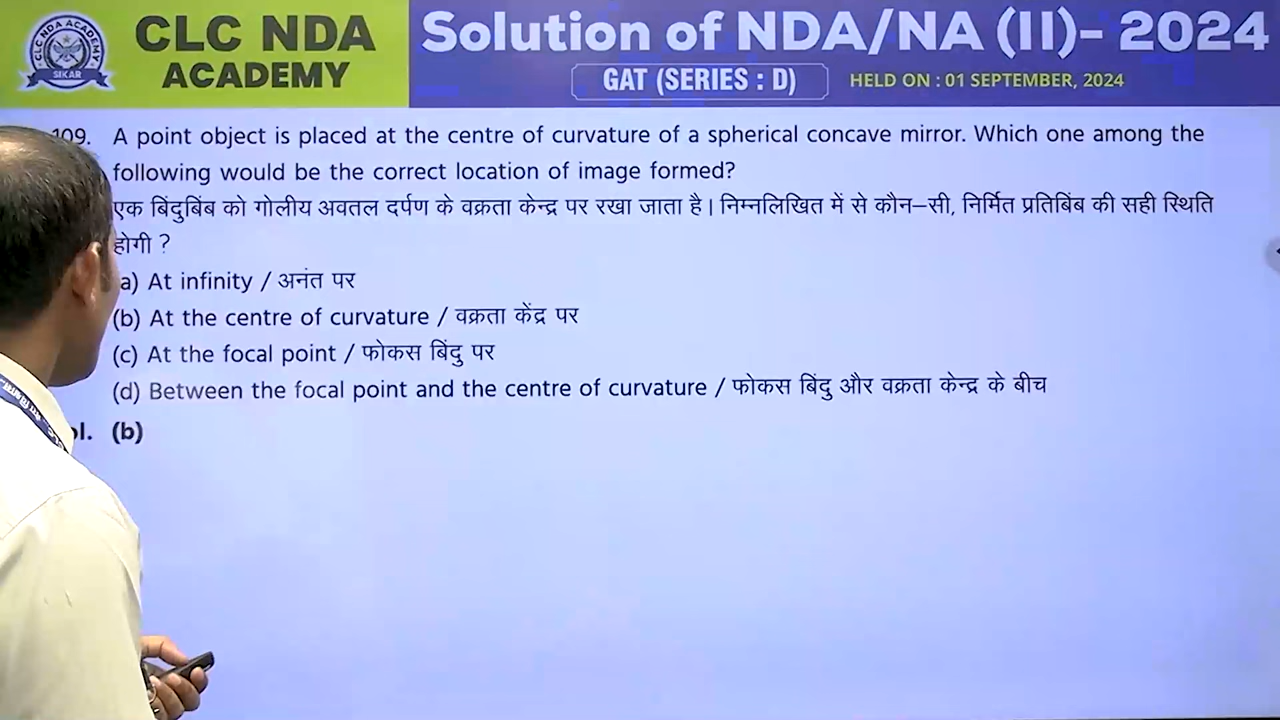 CLC NDA ACADEMY
SIKAR
CLC NDA
ACADEMY
Solution of NDA/NA (II)- 2024
GAT (SERIES : D)
HELD ON : 01 SEPTEMBER, 2024
109. A point object is placed at the centre of curvature of a spherical concave mirror. Which one among the
following would be the correct location of image formed?
एक बिंदुबिंब को गोलीय अवतल दर्पण के वक्रता केन्द्र पर रखा जाता है। निम्नलिखित में से कौन–सी, निर्मित प्रतिबिंब की सही स्थिति
होगी ?
a) At infinity / अनंत पर
(b) At the centre of curvature / वक्रता केंद्र पर
(c) At the focal point / फोकस बिंदु पर
(d) Between the focal point and the centre of curvature / फोकस बिंदु और वक्रता केन्द्र के बीच
ol. (b)